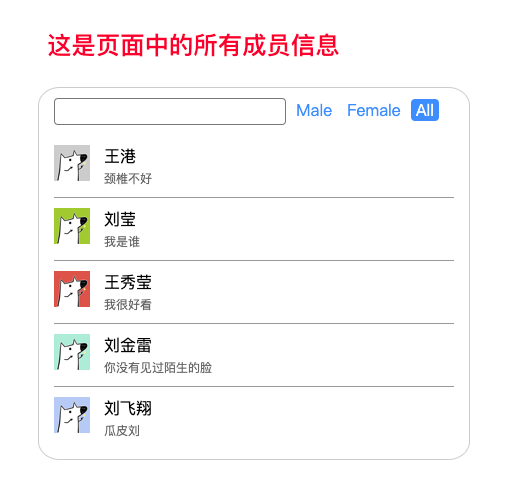 这是页面中的所有成员信息
Male Female All
王港
颈椎不好
刘莹
我是谁
王秀莹
我很好看
刘金雷
你没有见过陌生的脸
刘飞翔
瓜皮刘